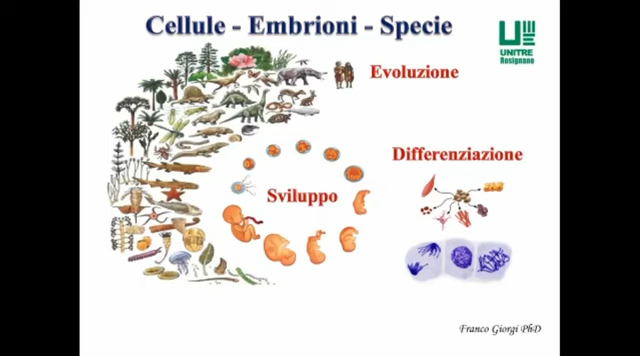 Cellule - Embrioni - Specie
UNITRE
Rosignano
Evoluzione
Differenziazione
Sviluppo
Franco Giorgi PhD